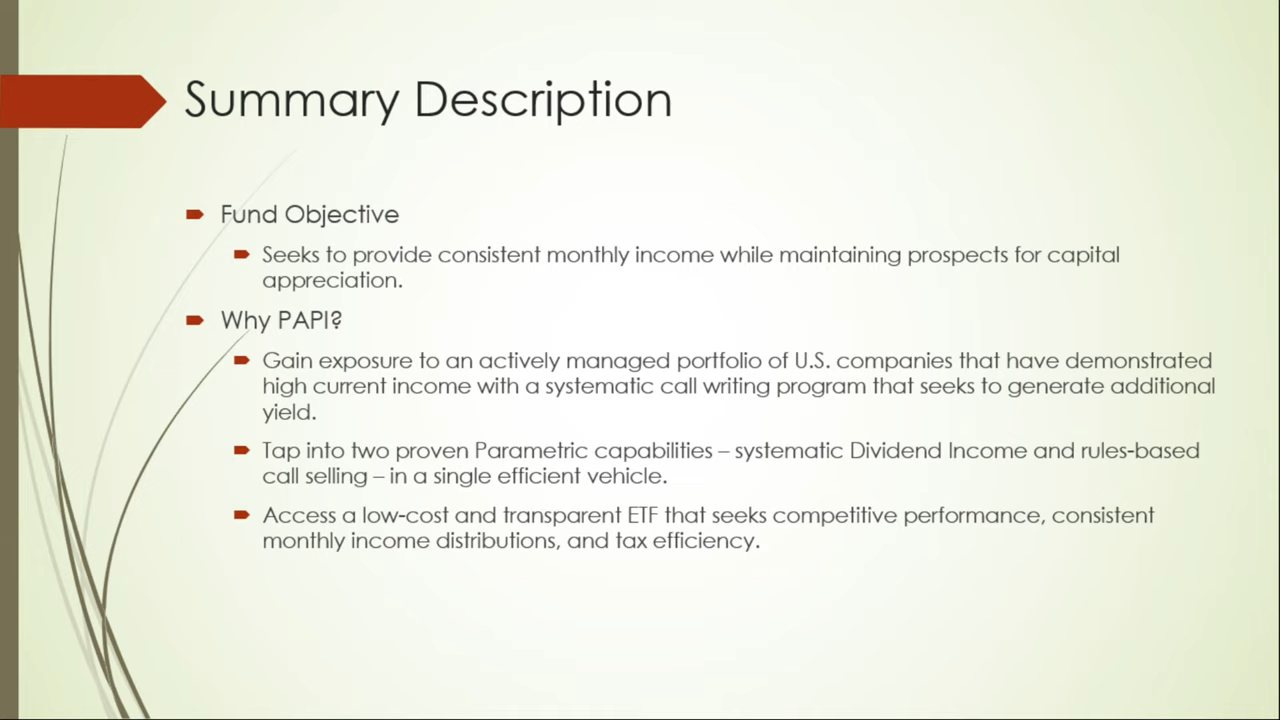 Summary Description
Fund Objective
Seeks to provide consistent monthly income while maintaining prospects for capital
appreciation.
Why PAPI?
Gain exposure to an actively managed portfolio of U.S. companies that have demonstrated
high current income with a systematic call writing program that seeks to generate additional
yield.
Tap into two proven Parametric capabilities – systematic Dividend Income and rules-based
call selling – in a single efficient vehicle.
Access a low-cost and transparent ETF that seeks competitive performance, consistent
monthly income distributions, and tax efficiency.